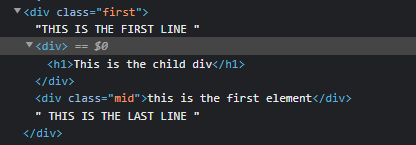 ▼<div class="first">
"THIS IS THE FIRST LINE "
▼<div> == $0
<h1>This is the child div</h1>
</div>
<div class="mid">this is the first element</div>
" THIS IS THE LAST LINE "
</div>